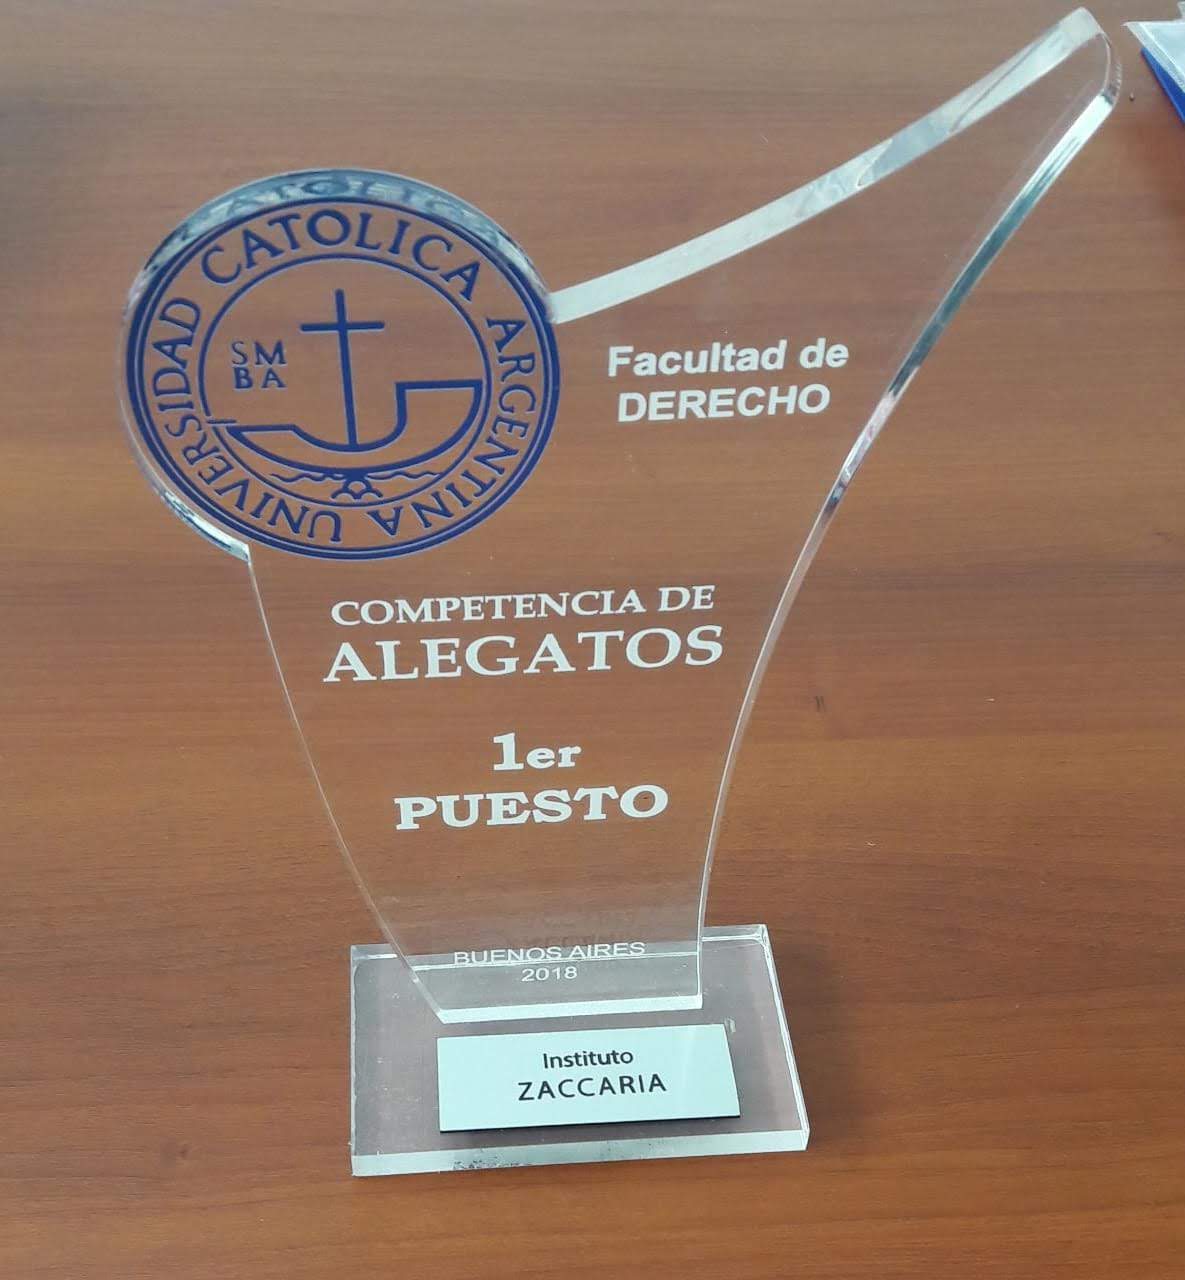 UNIVERSIDAD CATOLICA ARGENTINA
SM
BA
Facultad de
DERECHO
COMPETENCIA DE
ALEGATOS
1er
PUESTO
BUENOS AIRES
2018
Instituto
ZACCARIA